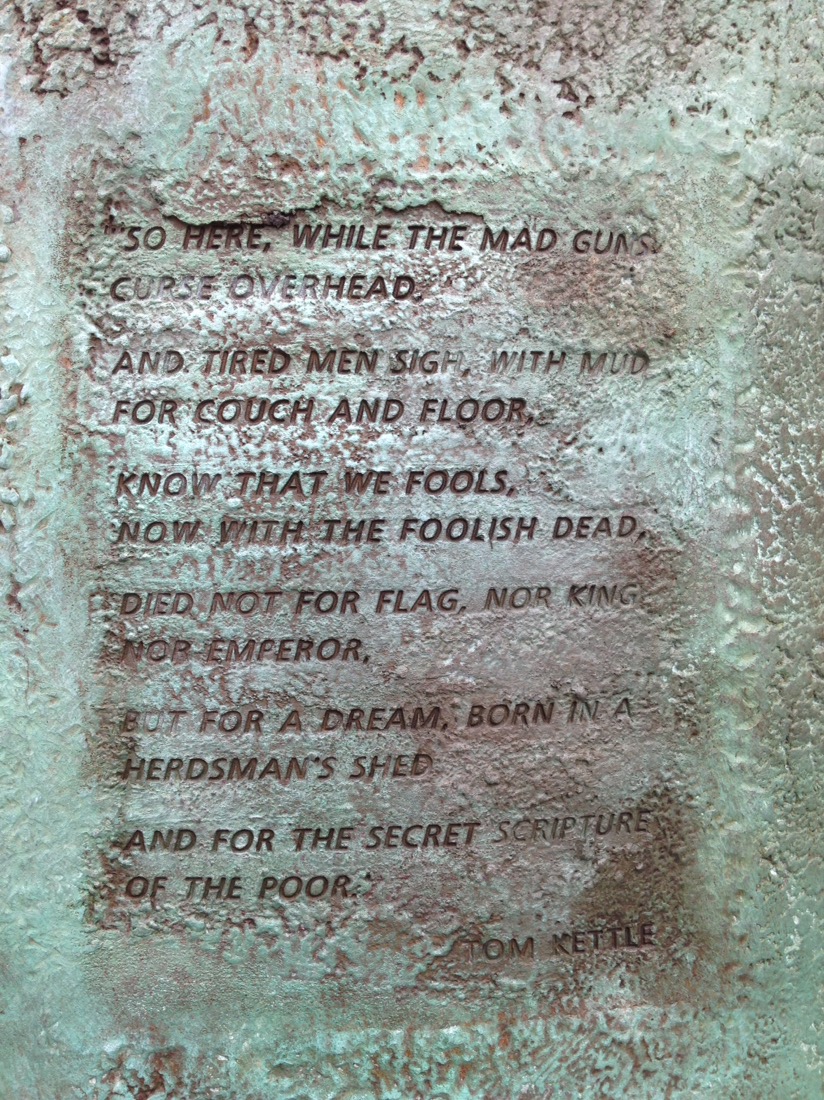 "SO HERE, WHILE THE MAD GUNS
CURSE OVERHEAD,
AND TIRED MEN SIGH, WITH MUD
FOR COUCH AND FLOOR,
KNOW THAT WE FOOLS,
NOW WITH THE FOOLISH DEAD,
DIED NOT FOR FLAG, NOR KING
NOR EMPEROR,
BUT FOR A DREAM, BORN IN A
HERDSMAN'S SHED
AND FOR THE SECRET SCRIPTURE
OF THE POOR."
TOM KETTLE